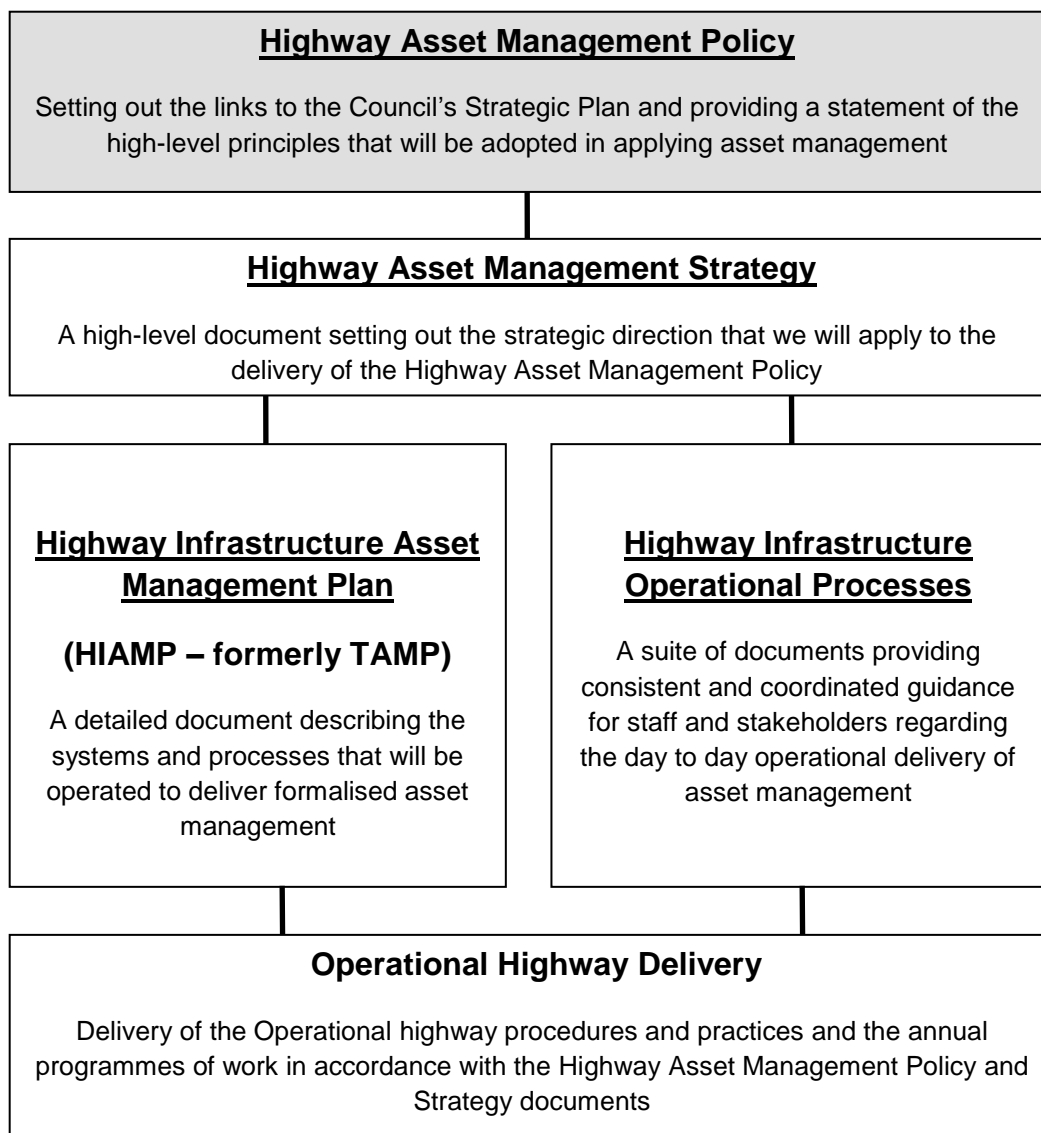 Highway Asset Management Policy
Setting out the links to the Council's Strategic Plan and providing a statement of the
high-level principles that will be adopted in applying asset management
Highway Asset Management Strategy
A high-level document setting out the strategic direction that we will apply to the
delivery of the Highway Asset Management Policy
Highway Infrastructure Asset
Management Plan
(HIAMP – formerly TAMP)
A detailed document describing the
systems and processes that will be
operated to deliver formalised asset
management
Highway Infrastructure
Operational Processes
A suite of documents providing
consistent and coordinated guidance
for staff and stakeholders regarding
the day to day operational delivery of
asset management
Operational Highway Delivery
Delivery of the Operational highway procedures and practices and the annual
programmes of work in accordance with the Highway Asset Management Policy and
Strategy documents